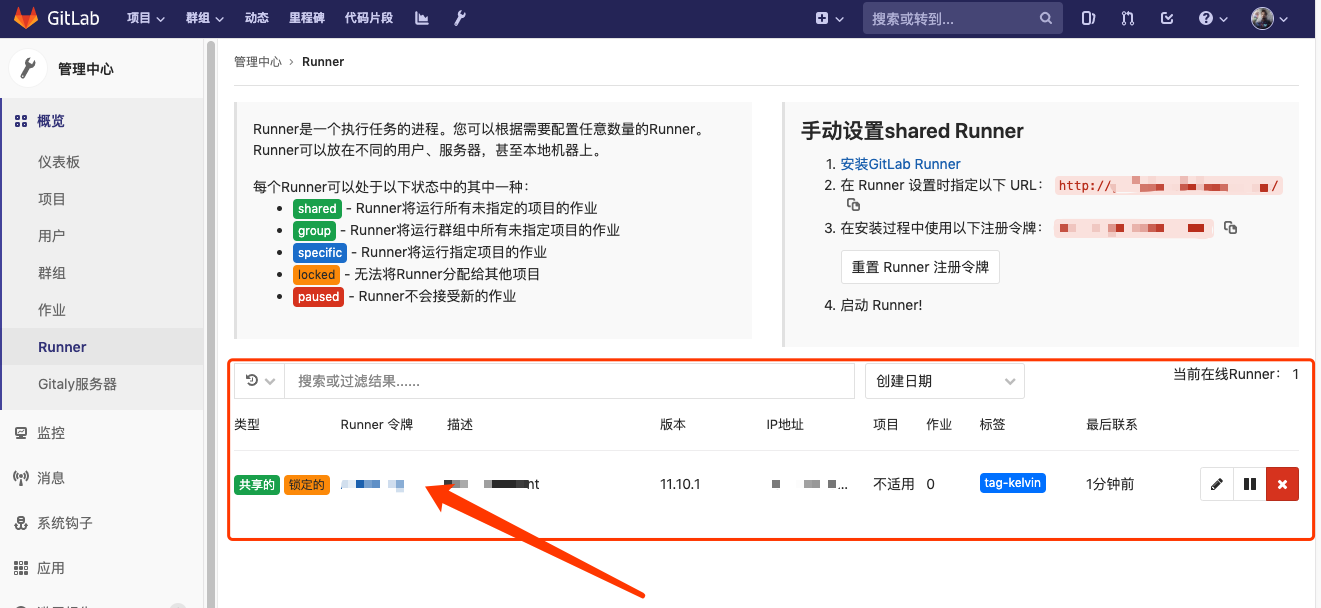 GitLab 项目 群组 动态 里程碑 代码片段 搜索或转到...
管理中心
概览
仪表板
项目
用户
群组
作业
Runner
Gitaly服务器
监控
消息
系统钩子
应用
管理中心 › Runner
Runner是一个执行任务的进程。您可以根据需要配置任意数量的Runner。
Runner可以放在不同的用户、服务器，甚至本地机器上。
每个Runner可以处于以下状态中的其中一种：
• shared - Runner将运行所有未指定的项目的作业
• group - Runner将运行群组中所有未指定项目的作业
• specific - Runner将运行指定项目的作业
• locked - 无法将Runner分配给其他项目
• paused - Runner不会接受新的作业
手动设置shared Runner
1. 安装GitLab Runner
2. 在 Runner 设置时指定以下 URL： http:// /
3. 在安装过程中使用以下注册令牌：
重置 Runner 注册令牌
4. 启动 Runner!
搜索或过滤结果...... 创建日期 当前在线Runner： 1
类型 Runner 令牌 描述 版本 IP地址 项目 作业 标签 最后联系
共享的 锁定的 nt 11.10.1 ... 不适用 0 tag-kelvin 1分钟前